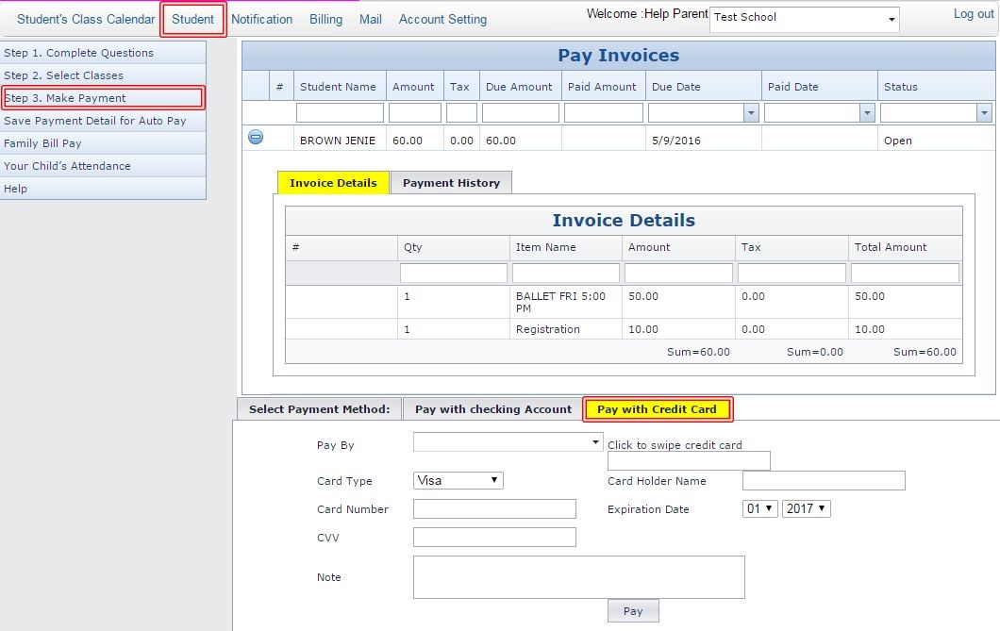 Student's Class Calendar Student Notification Billing Mail Account Setting Welcome :Help Parent Test School Log out
Step 1. Complete Questions
Step 2. Select Classes
Step 3. Make Payment
Save Payment Detail for Auto Pay
Family Bill Pay
Your Child's Attendance
Help
Pay Invoices
# Student Name Amount Tax Due Amount Paid Amount Due Date Paid Date Status
BROWN JENIE 60.00 0.00 60.00 5/9/2016 Open
Invoice Details Payment History
Invoice Details
# Qty Item Name Amount Tax Total Amount
1 BALLET FRI 5:00 PM 50.00 0.00 50.00
1 Registration 10.00 0.00 10.00
Sum=60.00 Sum=0.00 Sum=60.00
Select Payment Method: Pay with checking Account Pay with Credit Card
Pay By Click to swipe credit card
Card Type Visa Card Holder Name
Card Number Expiration Date 01 2017
CVV
Note
Pay